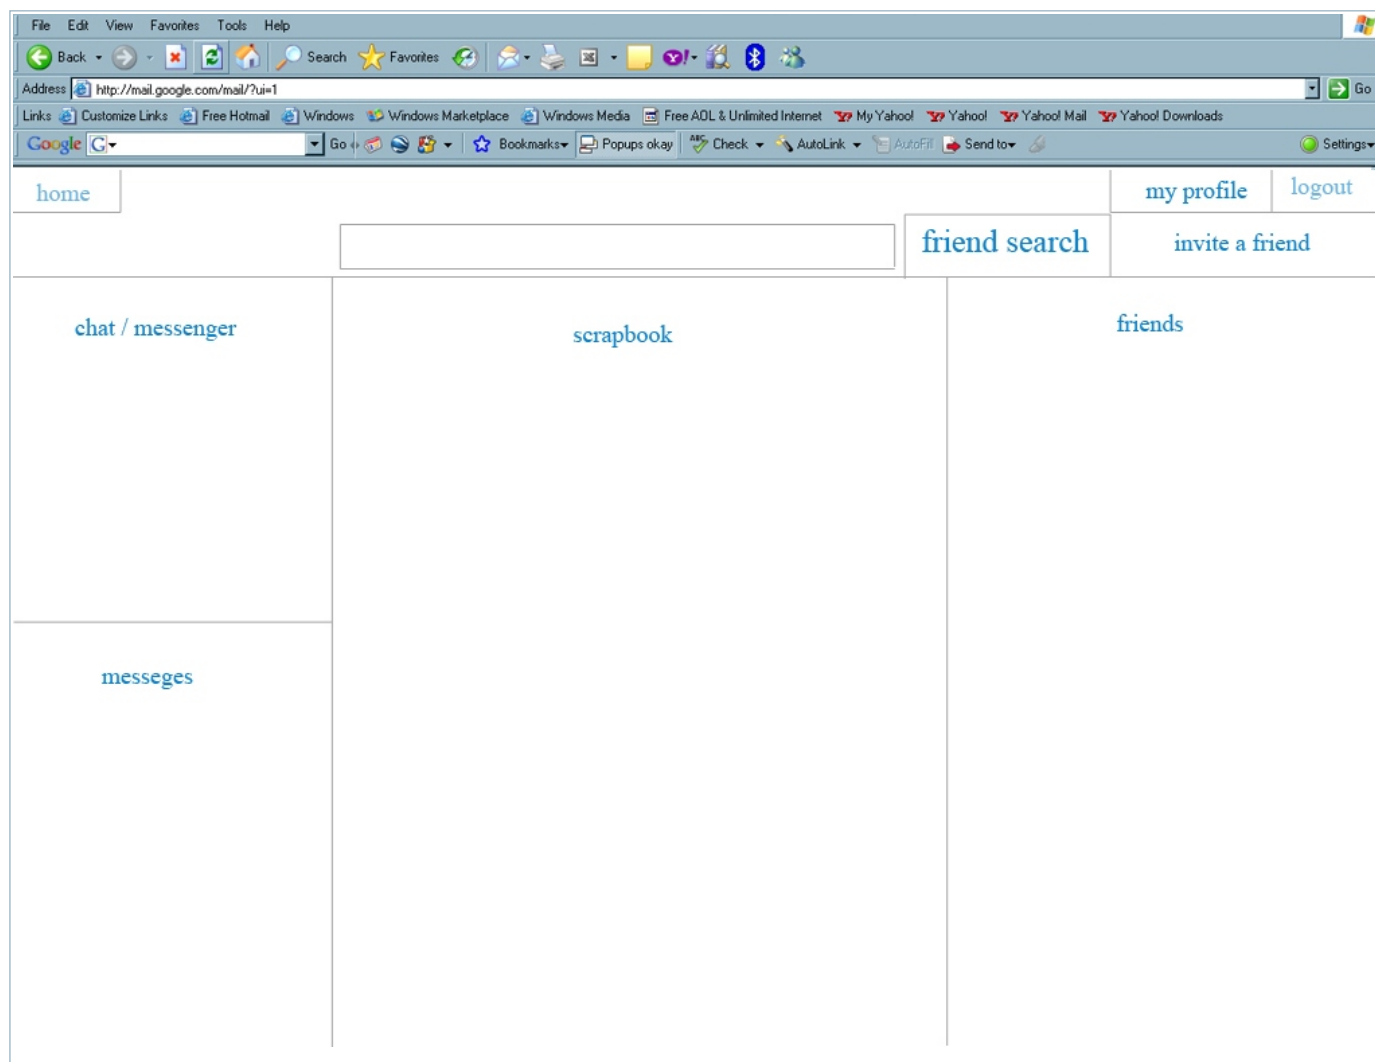 File Edit View Favorites Tools Help
Back Search Favorites
Address http://mail.google.com/mail/?ui=1 Go
Links Customize Links Free Hotmail Windows Windows Marketplace Windows Media Free AOL & Unlimited Internet My Yahoo! Yahoo! Yahoo! Mail Yahoo! Downloads
Google G Go Bookmarks Popups okay ABC Check AutoLink AutoFill Send to Settings
home my profile logout
friend search invite a friend
chat / messenger scrapbook friends
messeges